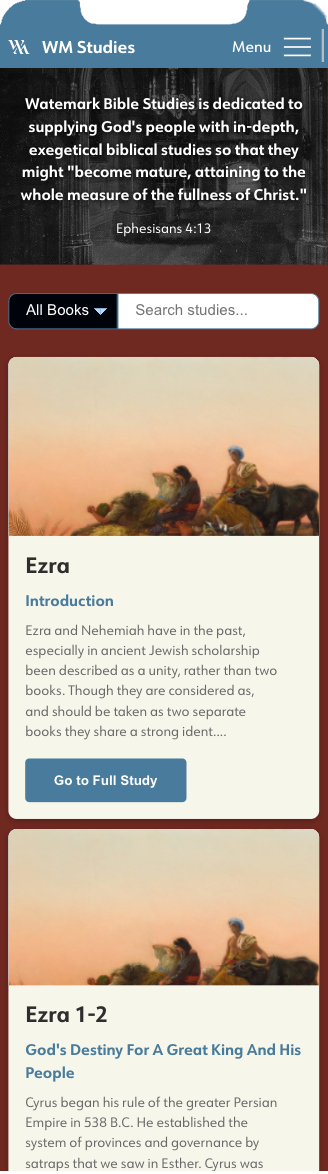 WM Studies
Menu
Watemark Bible Studies is dedicated to
supplying God's people with in-depth,
exegetical biblical studies so that they
might "become mature, attaining to the
whole measure of the fullness of Christ."
Ephesisans 4:13
All Books
Search studies...
Ezra
Introduction
Ezra and Nehemiah have in the past,
especially in ancient Jewish scholarship
been described as a unity, rather than two
books. Though they are considered as,
and should be taken as two separate
books they share a strong ident....
Go to Full Study
Ezra 1-2
God's Destiny For A Great King And His
People
Cyrus began his rule of the greater Persian
Empire in 538 B.C. He established the
system of provinces and governance by
satraps that we saw in Esther. Cyrus was